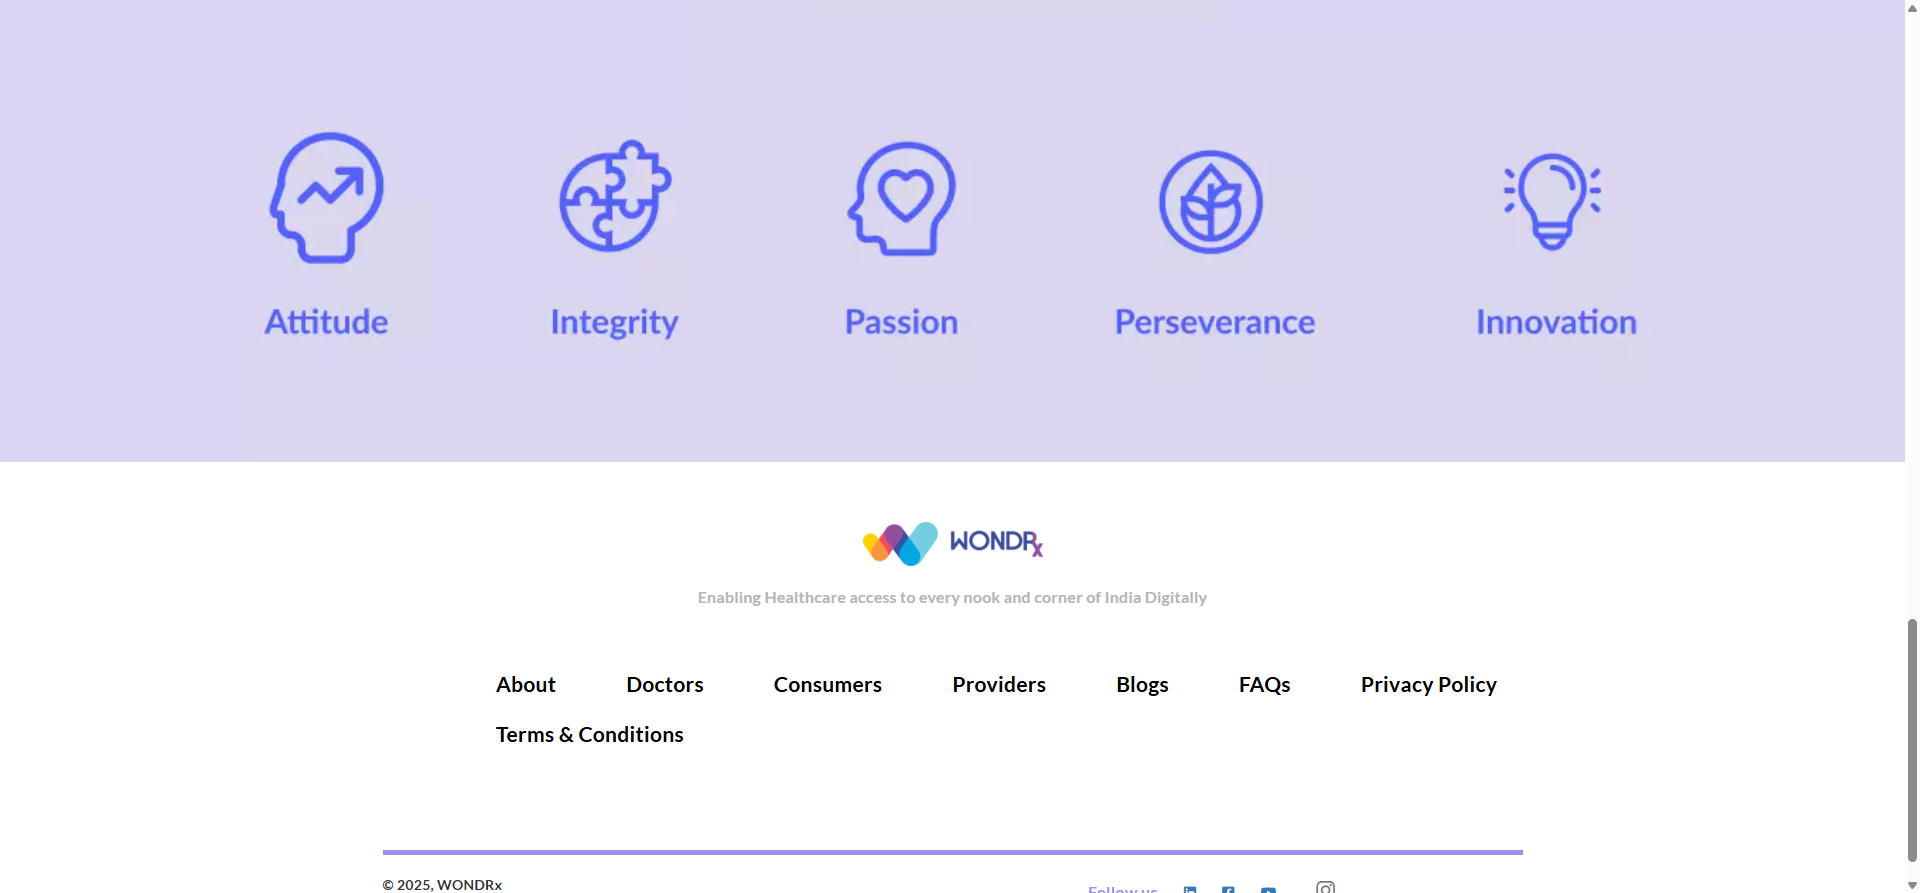 Attitude Integrity Passion Perseverance Innovation
WONDRx
Enabling Healthcare access to every nook and corner of India Digitally
About Doctors Consumers Providers Blogs FAQs Privacy Policy
Terms & Conditions
© 2025, WONDRx
Follow us